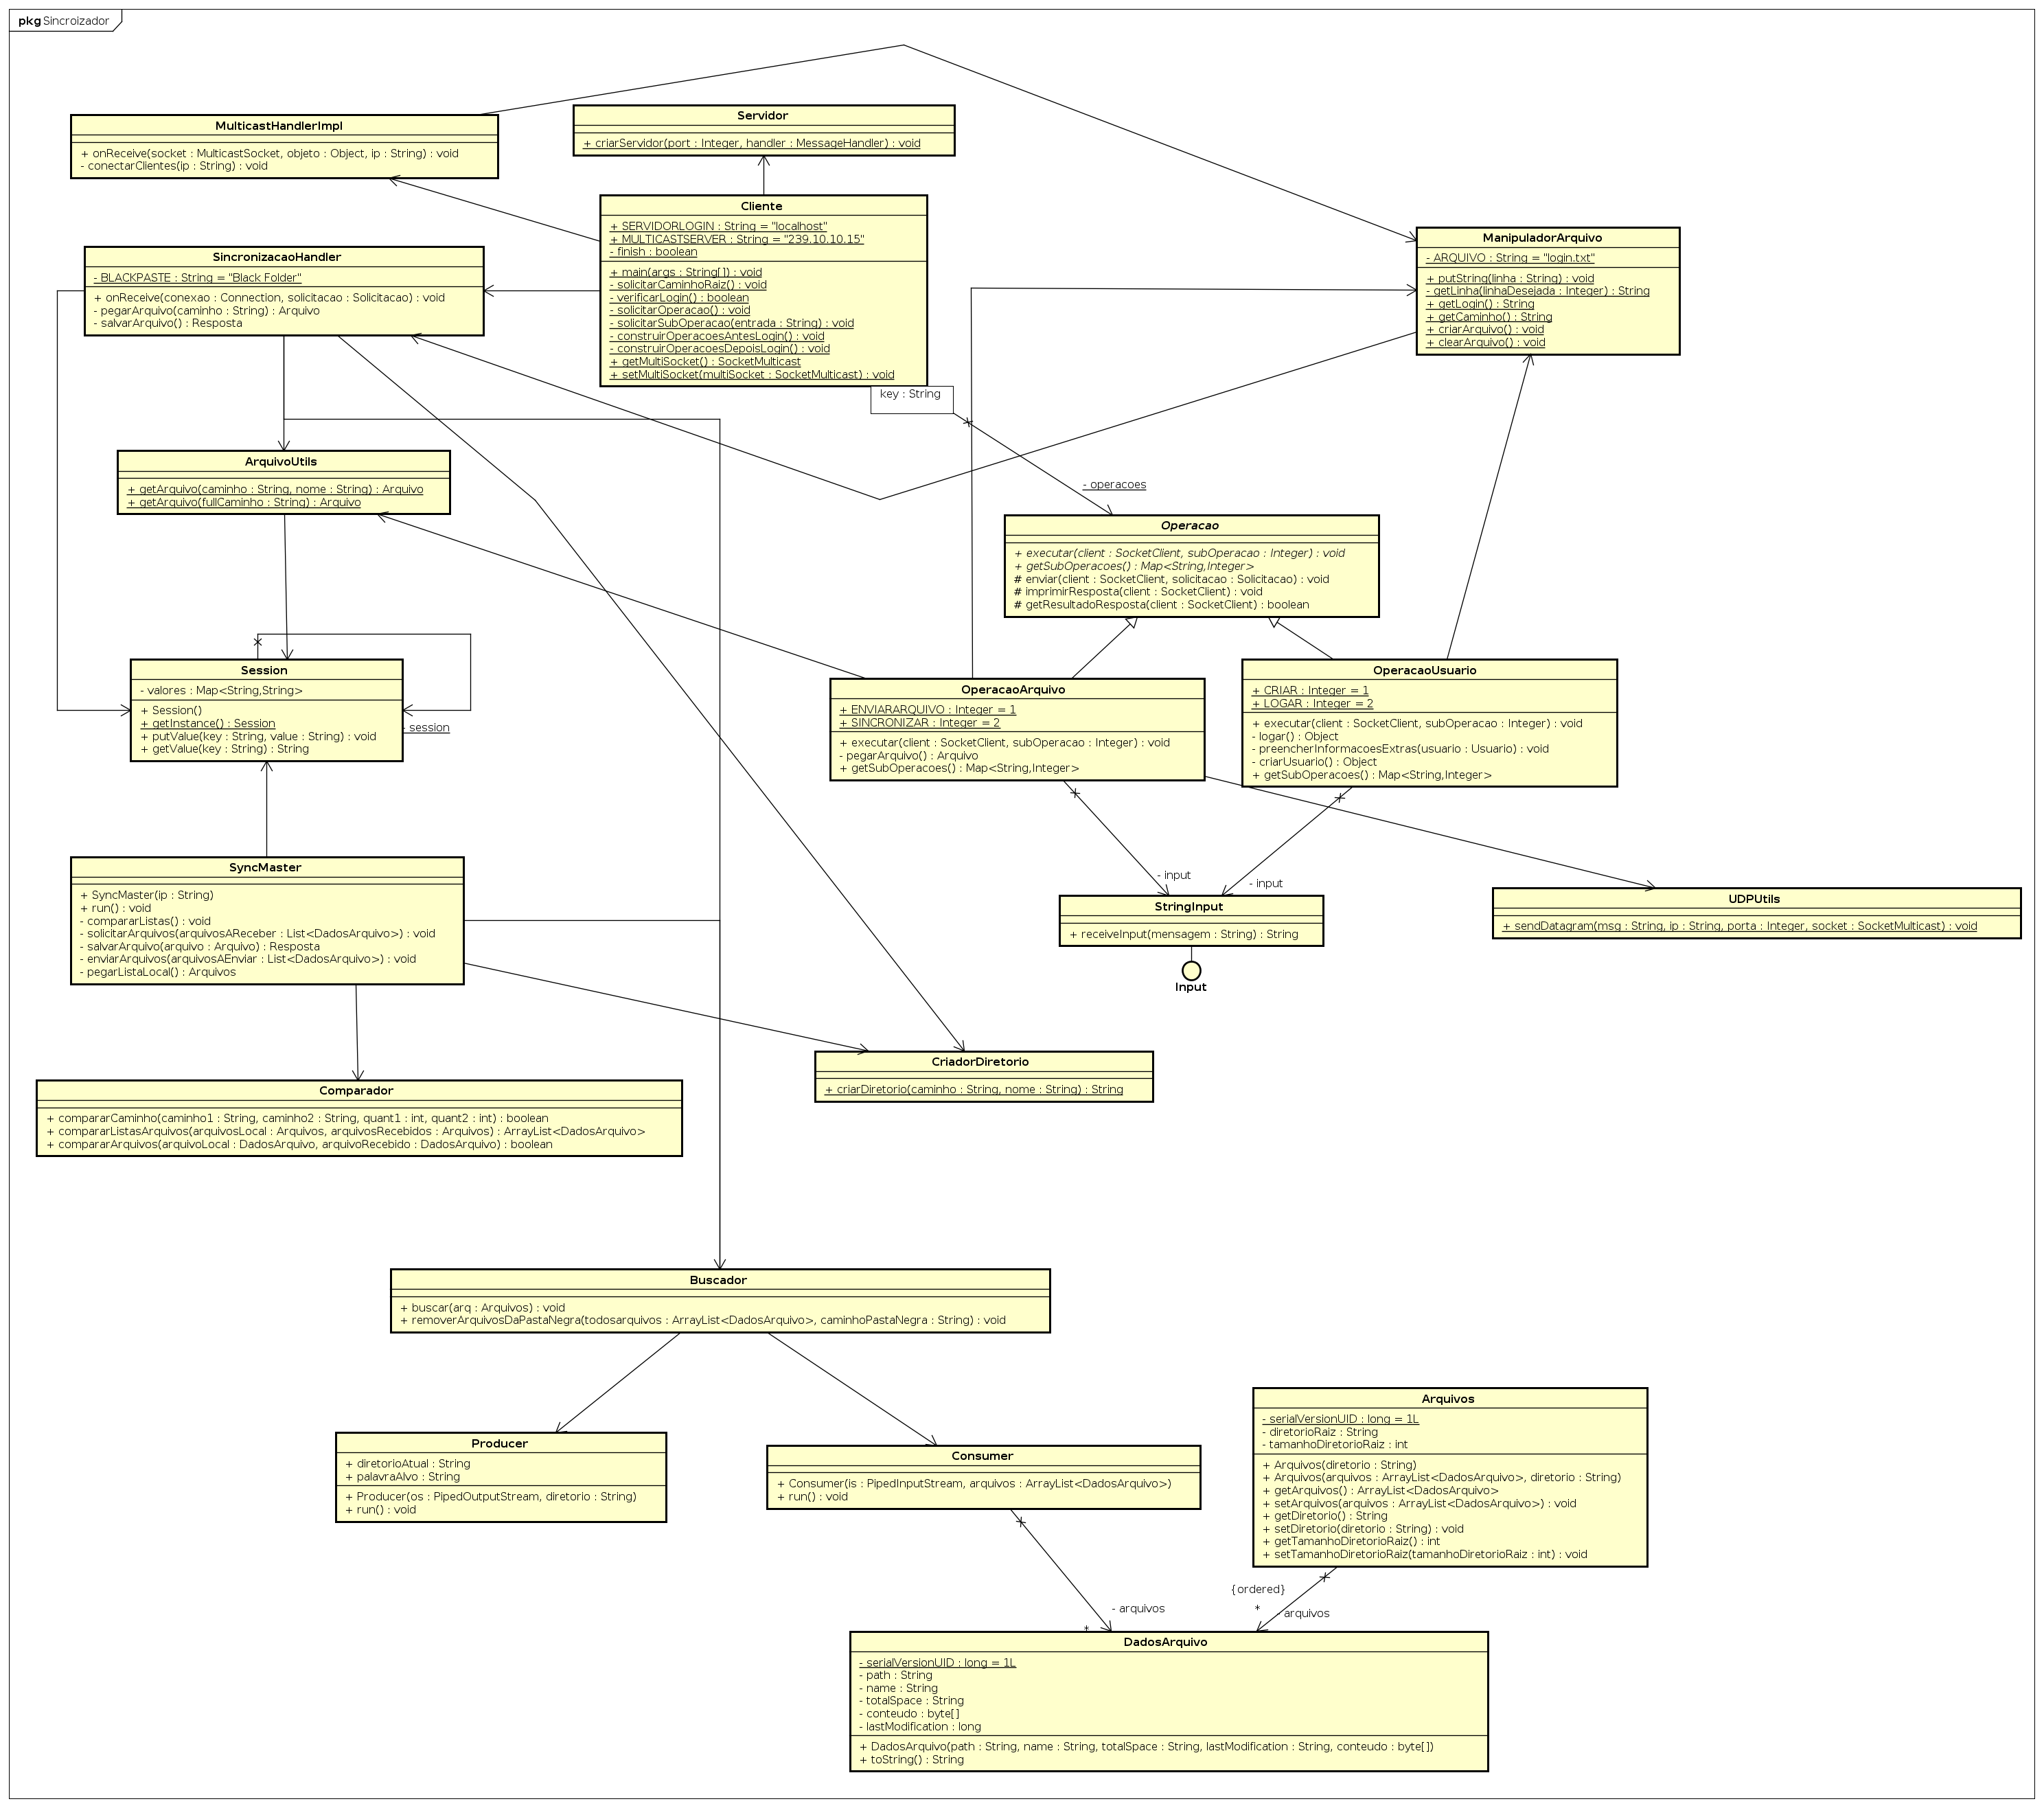 pkg Sincroizador
MulticastHandlerImpl
+ onReceive(socket : MulticastSocket, objeto : Object, ip : String) : void
- conectarClientes(ip : String) : void
Servidor
+ criarServidor(port : Integer, handler : MessageHandler) : void
Cliente
+ SERVIDORLOGIN : String = "localhost"
+ MULTICASTSERVER : String = "239.10.10.15"
- finish : boolean
+ main(args : String[]) : void
- solicitarCaminhoRaiz() : void
- verificarLogin() : boolean
- solicitarOperacao() : void
- solicitarSubOperacao(entrada : String) : void
- construirOperacoesAntesLogin() : void
- construirOperacoesDepoisLogin() : void
+ getMultiSocket() : SocketMulticast
+ setMultiSocket(multiSocket : SocketMulticast) : void
key : String
ManipuladorArquivo
- ARQUIVO : String = "login.txt"
+ putString(linha : String) : void
- getLinha(linhaDesejada : Integer) : String
+ getLogin() : String
+ getCaminho() : String
+ criarArquivo() : void
+ clearArquivo() : void
SincronizacaoHandler
- BLACKPASTE : String = "Black Folder"
+ onReceive(conexao : Connection, solicitacao : Solicitacao) : void
- pegarArquivo(caminho : String) : Arquivo
- salvarArquivo() : Resposta
ArquivoUtils
+ getArquivo(caminho : String, nome : String) : Arquivo
+ getArquivo(fullCaminho : String) : Arquivo
- operacoes
Operacao
+ executar(client : SocketClient, subOperacao : Integer) : void
+ getSubOperacoes() : Map<String,Integer>
# enviar(client : SocketClient, solicitacao : Solicitacao) : void
# imprimirResposta(client : SocketClient) : void
# getResultadoResposta(client : SocketClient) : boolean
Session
- valores : Map<String,String>
+ Session()
+ getInstance() : Session
+ putValue(key : String, value : String) : void
+ getValue(key : String) : String
- session
OperacaoArquivo
+ ENVIARARQUIVO : Integer = 1
+ SINCRONIZAR : Integer = 2
+ executar(client : SocketClient, subOperacao : Integer) : void
- pegarArquivo() : Arquivo
+ getSubOperacoes() : Map<String,Integer>
OperacaoUsuario
+ CRIAR : Integer = 1
+ LOGAR : Integer = 2
+ executar(client : SocketClient, subOperacao : Integer) : void
- logar() : Object
- preencherInformacoesExtras(usuario : Usuario) : void
- criarUsuario() : Object
+ getSubOperacoes() : Map<String,Integer>
SyncMaster
+ SyncMaster(ip : String)
+ run() : void
- compararListas() : void
- solicitarArquivos(arquivosAReceber : List<DadosArquivo>) : void
- salvarArquivo(arquivo : Arquivo) : Resposta
- enviarArquivos(arquivosAEnviar : List<DadosArquivo>) : void
- pegarListaLocal() : Arquivos
- input
- input
StringInput
+ receiveInput(mensagem : String) : String
Input
UDPUtils
+ sendDatagram(msg : String, ip : String, porta : Integer, socket : SocketMulticast) : void
CriadorDiretorio
+ criarDiretorio(caminho : String, nome : String) : String
Comparador
+ compararCaminho(caminho1 : String, caminho2 : String, quant1 : int, quant2 : int) : boolean
+ compararListasArquivos(arquivosLocal : Arquivos, arquivosRecebidos : Arquivos) : ArrayList<DadosArquivo>
+ compararArquivos(arquivoLocal : DadosArquivo, arquivoRecebido : DadosArquivo) : boolean
Buscador
+ buscar(arq : Arquivos) : void
+ removerArquivosDaPastaNegra(todosarquivos : ArrayList<DadosArquivo>, caminhoPastaNegra : String) : void
Producer
+ diretorioAtual : String
+ palavraAlvo : String
+ Producer(os : PipedOutputStream, diretorio : String)
+ run() : void
Consumer
+ Consumer(is : PipedInputStream, arquivos : ArrayList<DadosArquivo>)
+ run() : void
Arquivos
- serialVersionUID : long = 1L
- diretorioRaiz : String
- tamanhoDiretorioRaiz : int
+ Arquivos(diretorio : String)
+ Arquivos(arquivos : ArrayList<DadosArquivo>, diretorio : String)
+ getArquivos() : ArrayList<DadosArquivo>
+ setArquivos(arquivos : ArrayList<DadosArquivo>) : void
+ getDiretorio() : String
+ setDiretorio(diretorio : String) : void
+ getTamanhoDiretorioRaiz() : int
+ setTamanhoDiretorioRaiz(tamanhoDiretorioRaiz : int) : void
{ordered}
*
- arquivos
- arquivos
*
DadosArquivo
- serialVersionUID : long = 1L
- path : String
- name : String
- totalSpace : String
- conteudo : byte[]
- lastModification : long
+ DadosArquivo(path : String, name : String, totalSpace : String, lastModification : String, conteudo : byte[])
+ toString() : String